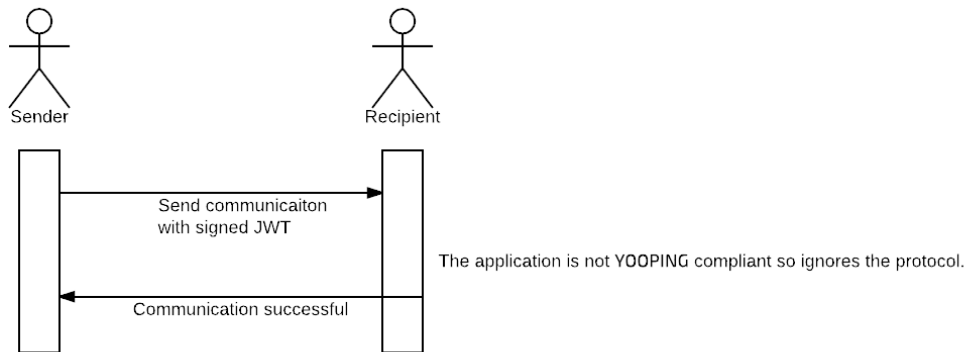 Sender
Recipient
Send communicaiton
with signed JWT
The application is not YOOPING compliant so ignores the protocol.
Communication successful